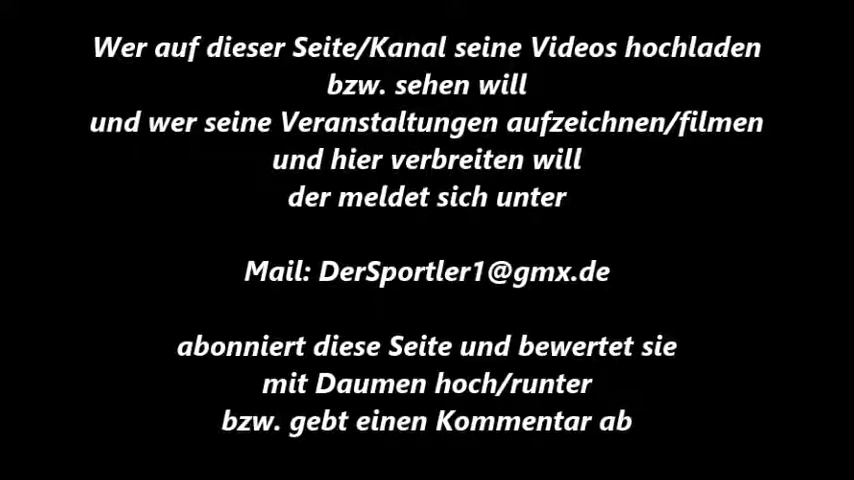 Wer auf dieser Seite/Kanal seine Videos hochladen
bzw. sehen will
und wer seine Veranstaltungen aufzeichnen/filmen
und hier verbreiten will
der meldet sich unter
Mail: DerSportler1@gmx.de
abonniert diese Seite und bewertet sie
mit Daumen hoch/runter
bzw. gebt einen Kommentar ab